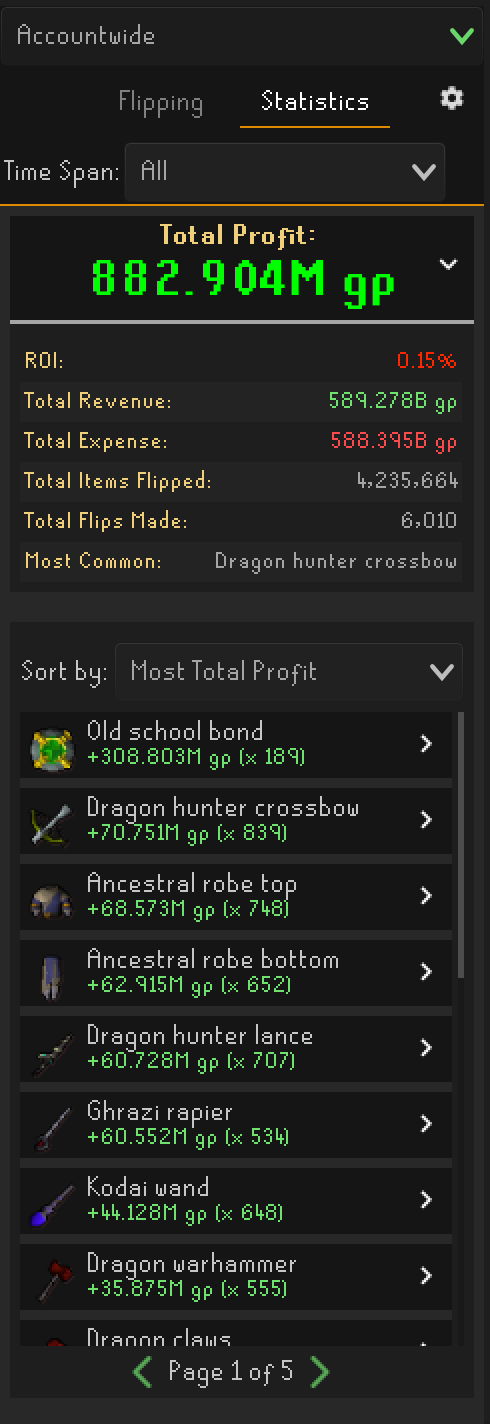 Accountwide
Flipping Statistics
Time Span: All
Total Profit:
882.904M gp
ROI: 0.15%
Total Revenue: 589.278B gp
Total Expense: 588.395B gp
Total Items Flipped: 4,235,664
Total Flips Made: 6,010
Most Common: Dragon hunter crossbow
Sort by: Most Total Profit
Old school bond
+308.803M gp (x 189)
Dragon hunter crossbow
+70.751M gp (x 839)
Ancestral robe top
+68.573M gp (x 748)
Ancestral robe bottom
+62.915M gp (x 652)
Dragon hunter lance
+60.728M gp (x 707)
Ghrazi rapier
+60.552M gp (x 534)
Kodai wand
+44.128M gp (x 648)
Dragon warhammer
+35.875M gp (x 555)
Dragon claws
Page 1 of 5